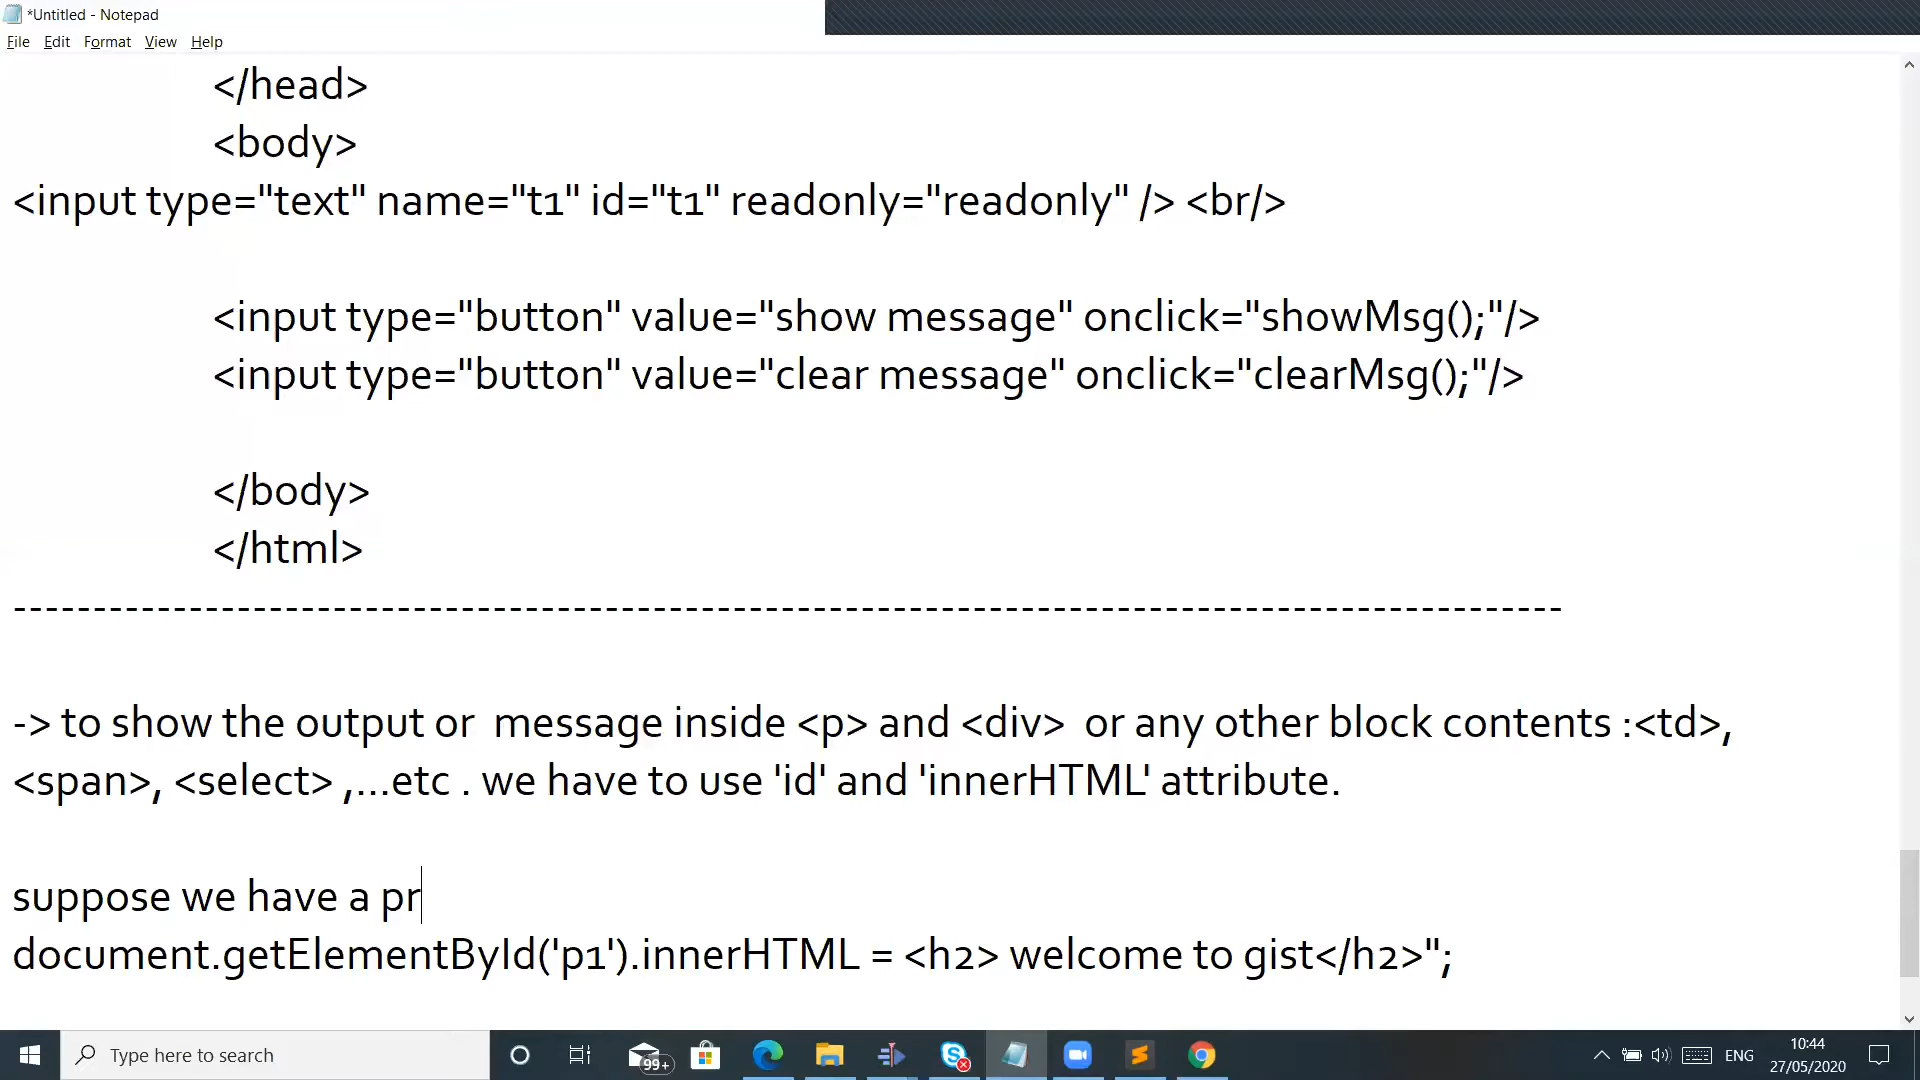 *Untitled - Notepad
File Edit Format View Help
</head>
<body>
<input type="text" name="t1" id="t1" readonly="readonly" /> <br/>
<input type="button" value="show message" onclick="showMsg();"/>
<input type="button" value="clear message" onclick="clearMsg();"/>
</body>
</html>
-------------------------------------------------------------------------------------------------
-> to show the output or  message inside <p> and <div>  or any other block contents :<td>,
<span>, <select> ,...etc . we have to use 'id' and 'innerHTML' attribute.
suppose we have a pr
document.getElementById('p1').innerHTML = <h2> welcome to gist</h2>";
Type here to search
99+
ENG
10:44
27/05/2020